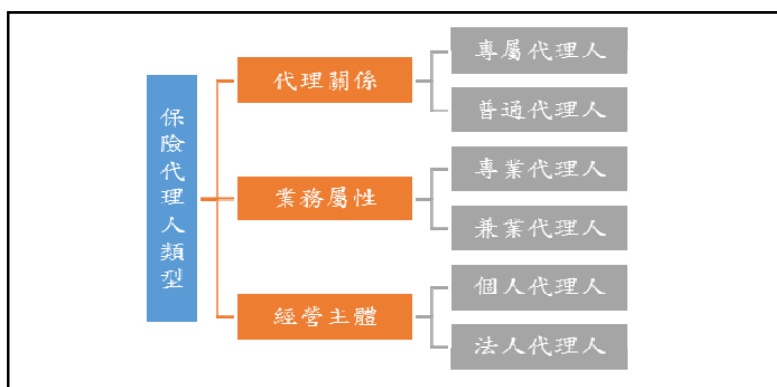 保險代理人類型
代理關係
專屬代理人
普通代理人
業務屬性
專業代理人
兼業代理人
經營主體
個人代理人
法人代理人